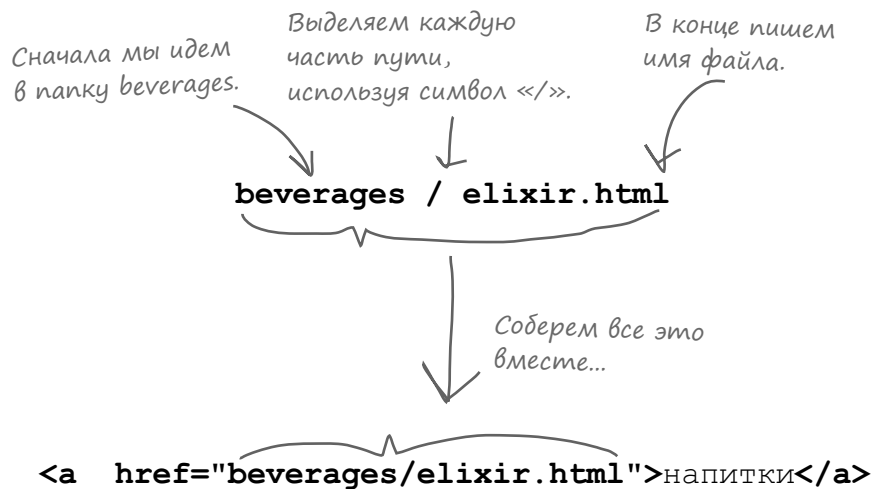 Сначала мы идем
в папку beverages.
Выделяем каждую
часть пути,
используя символ «/».
В конце пишем
имя файла.
beverages / elixir.html
Соберем все это
вместе...
<a href="beverages/elixir.html">напитки</a>